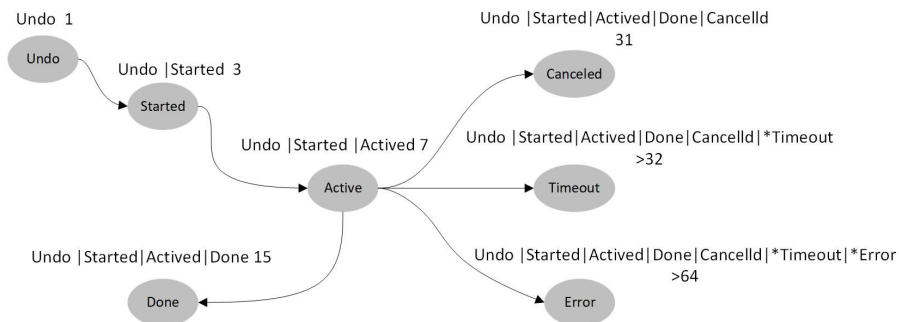 Undo 1
Undo
Undo |Started 3
Started
Undo |Started |Actived 7
Active
Undo |Started|Actived|Done|Cancelld
31
Canceled
Undo |Started|Actived|Done|Cancelld|*Timeout
>32
Timeout
Undo |Started|Actived|Done|Cancelld|*Timeout|*Error
>64
Error
Undo |Started|Actived|Done 15
Done